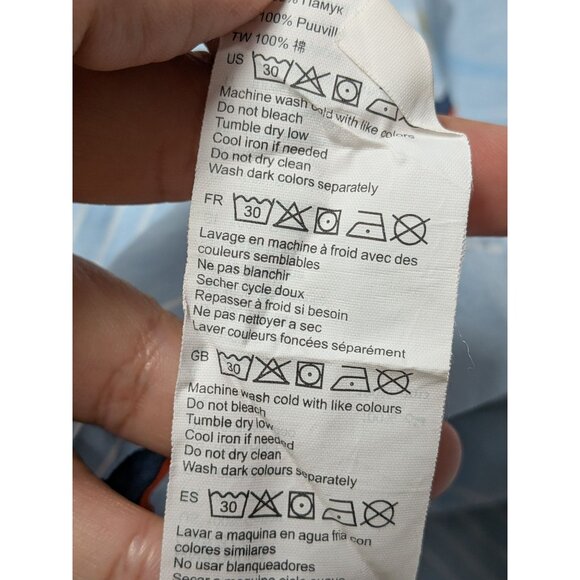 100% Puuvill
TW 100% 棉
US 30
Machine wash cold with like colors
Do not bleach
Tumble dry low
Cool iron if needed
Do not dry clean
Wash dark colors separately
FR 30
Lavage en machine à froid avec des
couleurs semblables
Ne pas blanchir
Secher cycle doux
Repasser à froid si besoin
Ne pas nettoyer a sec
Laver couleurs foncées séparément
GB 30
Machine wash cold with like colours
Do not bleach
Tumble dry low
Cool iron if needed
Do not dry clean
Wash dark colours separately
ES 30
Lavar a maquina en agua fria con
colores similares
No usar blanqueadores